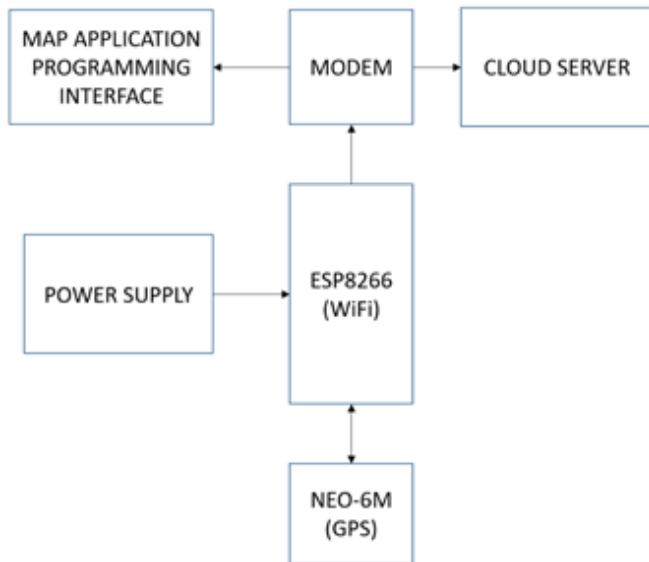 MAP APPLICATION
PROGRAMMING
INTERFACE
MODEM
CLOUD SERVER
POWER SUPPLY
ESP8266
(WiFi)
NEO-6M
(GPS)